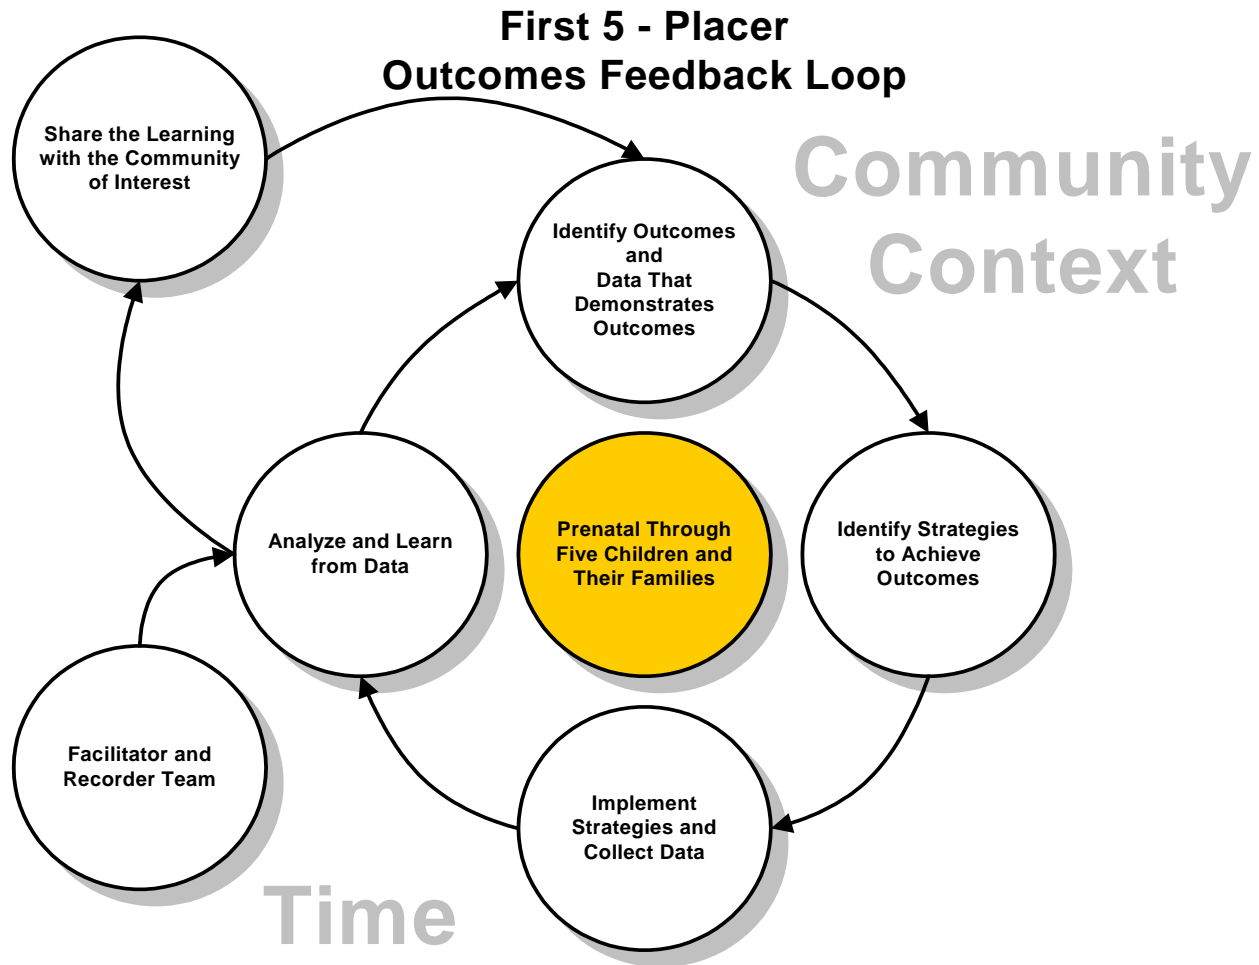 First 5 - Placer
Outcomes Feedback Loop
Share the Learning
with the Community
of Interest
Community
Context
Identify Outcomes
and
Data That
Demonstrates
Outcomes
Analyze and Learn
from Data
Prenatal Through
Five Children and
Their Families
Identify Strategies
to Achieve
Outcomes
Facilitator and
Recorder Team
Implement
Strategies and
Collect Data
Time